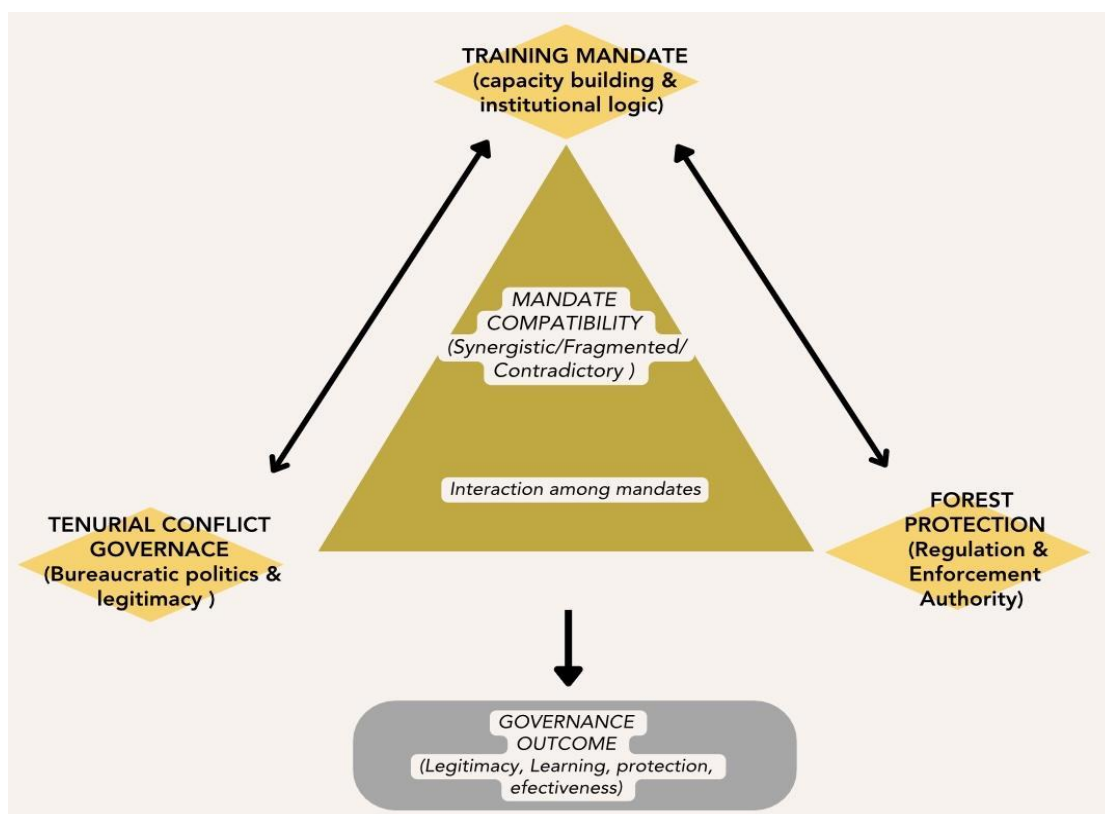 TRAINING MANDATE
(capacity building &
institutional logic)
MANDATE
COMPATIBILITY
(Synergistic/Fragmented/
Contradictory )
Interaction among mandates
TENURIAL CONFLICT
GOVERNACE
(Bureaucratic politics &
legitimacy )
FOREST
PROTECTION
(Regulation &
Enforcement
Authority)
GOVERNANCE
OUTCOME
(Legitimacy, Learning, protection,
efectiveness)